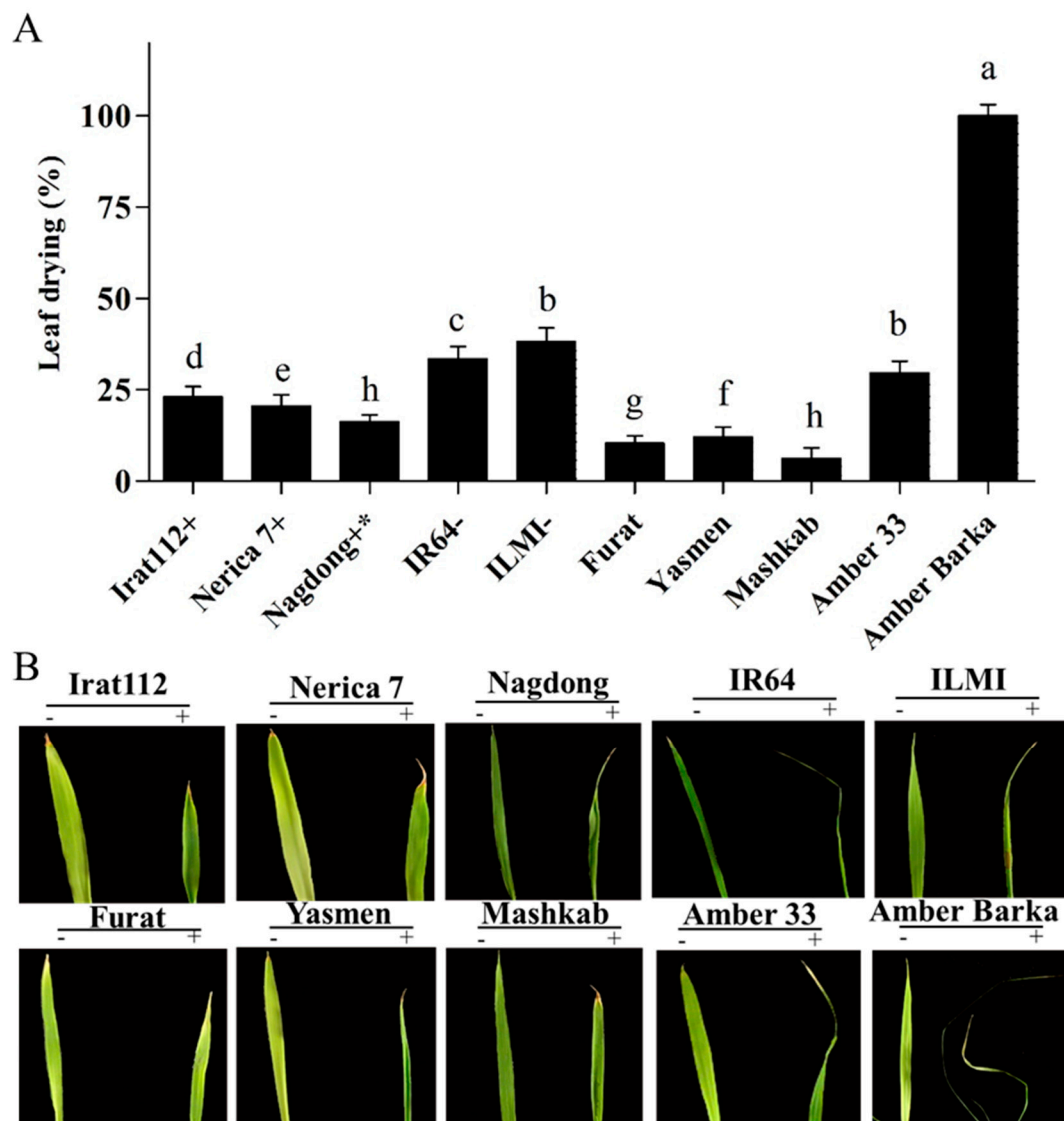 A
Leaf drying (%)
100
75
50
25
0
d
e
h
c
b
g
f
h
b
a
Irat112+
Nerica 7+
Nagdong+*
IR64-
ILMI-
Furat
Yasmen
Mashkab
Amber 33
Amber Barka
B
Irat112 Nerica 7 Nagdong IR64 ILMI
- + - + - + - + - +
Furat Yasmen Mashkab Amber 33 Amber Barka
- + - + - + - + - +